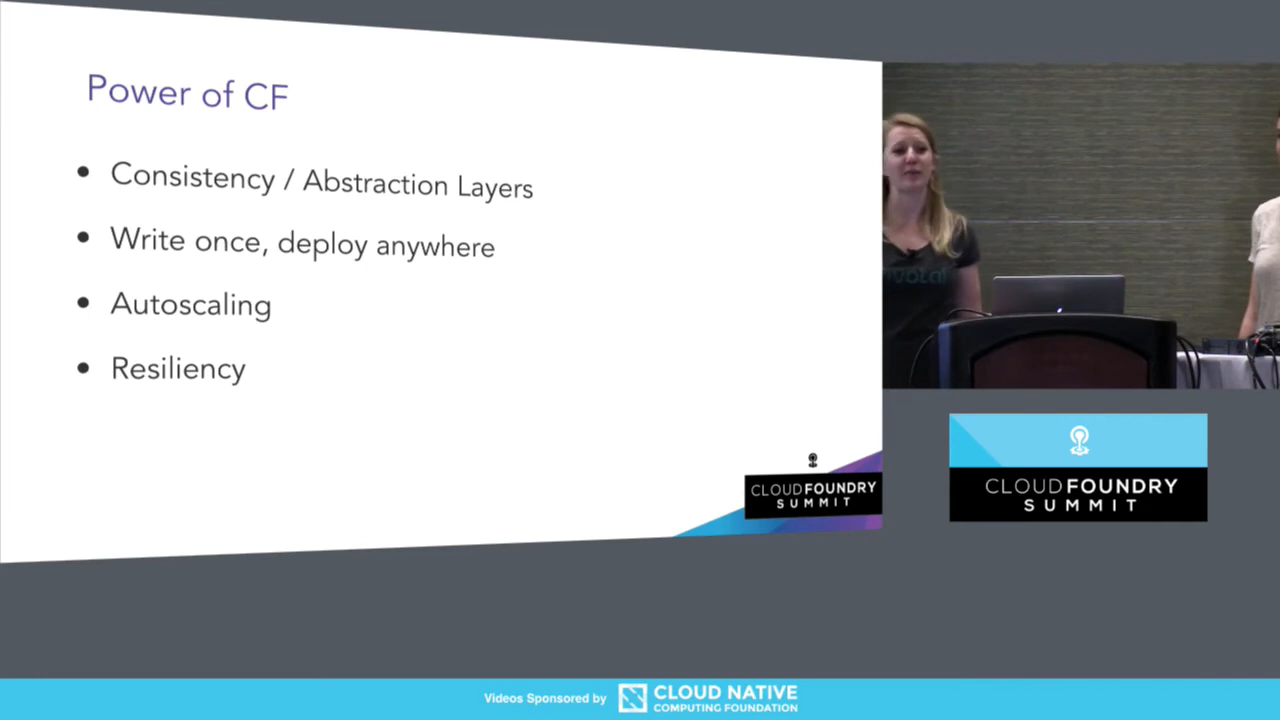 Power of CF
• Consistency / Abstraction Layers
• Write once, deploy anywhere
• Autoscaling
• Resiliency
CLOUDFOUNDRY
SUMMIT
CLOUDFOUNDRY
SUMMIT
Videos Sponsored by
CLOUD NATIVE
COMPUTING FOUNDATION